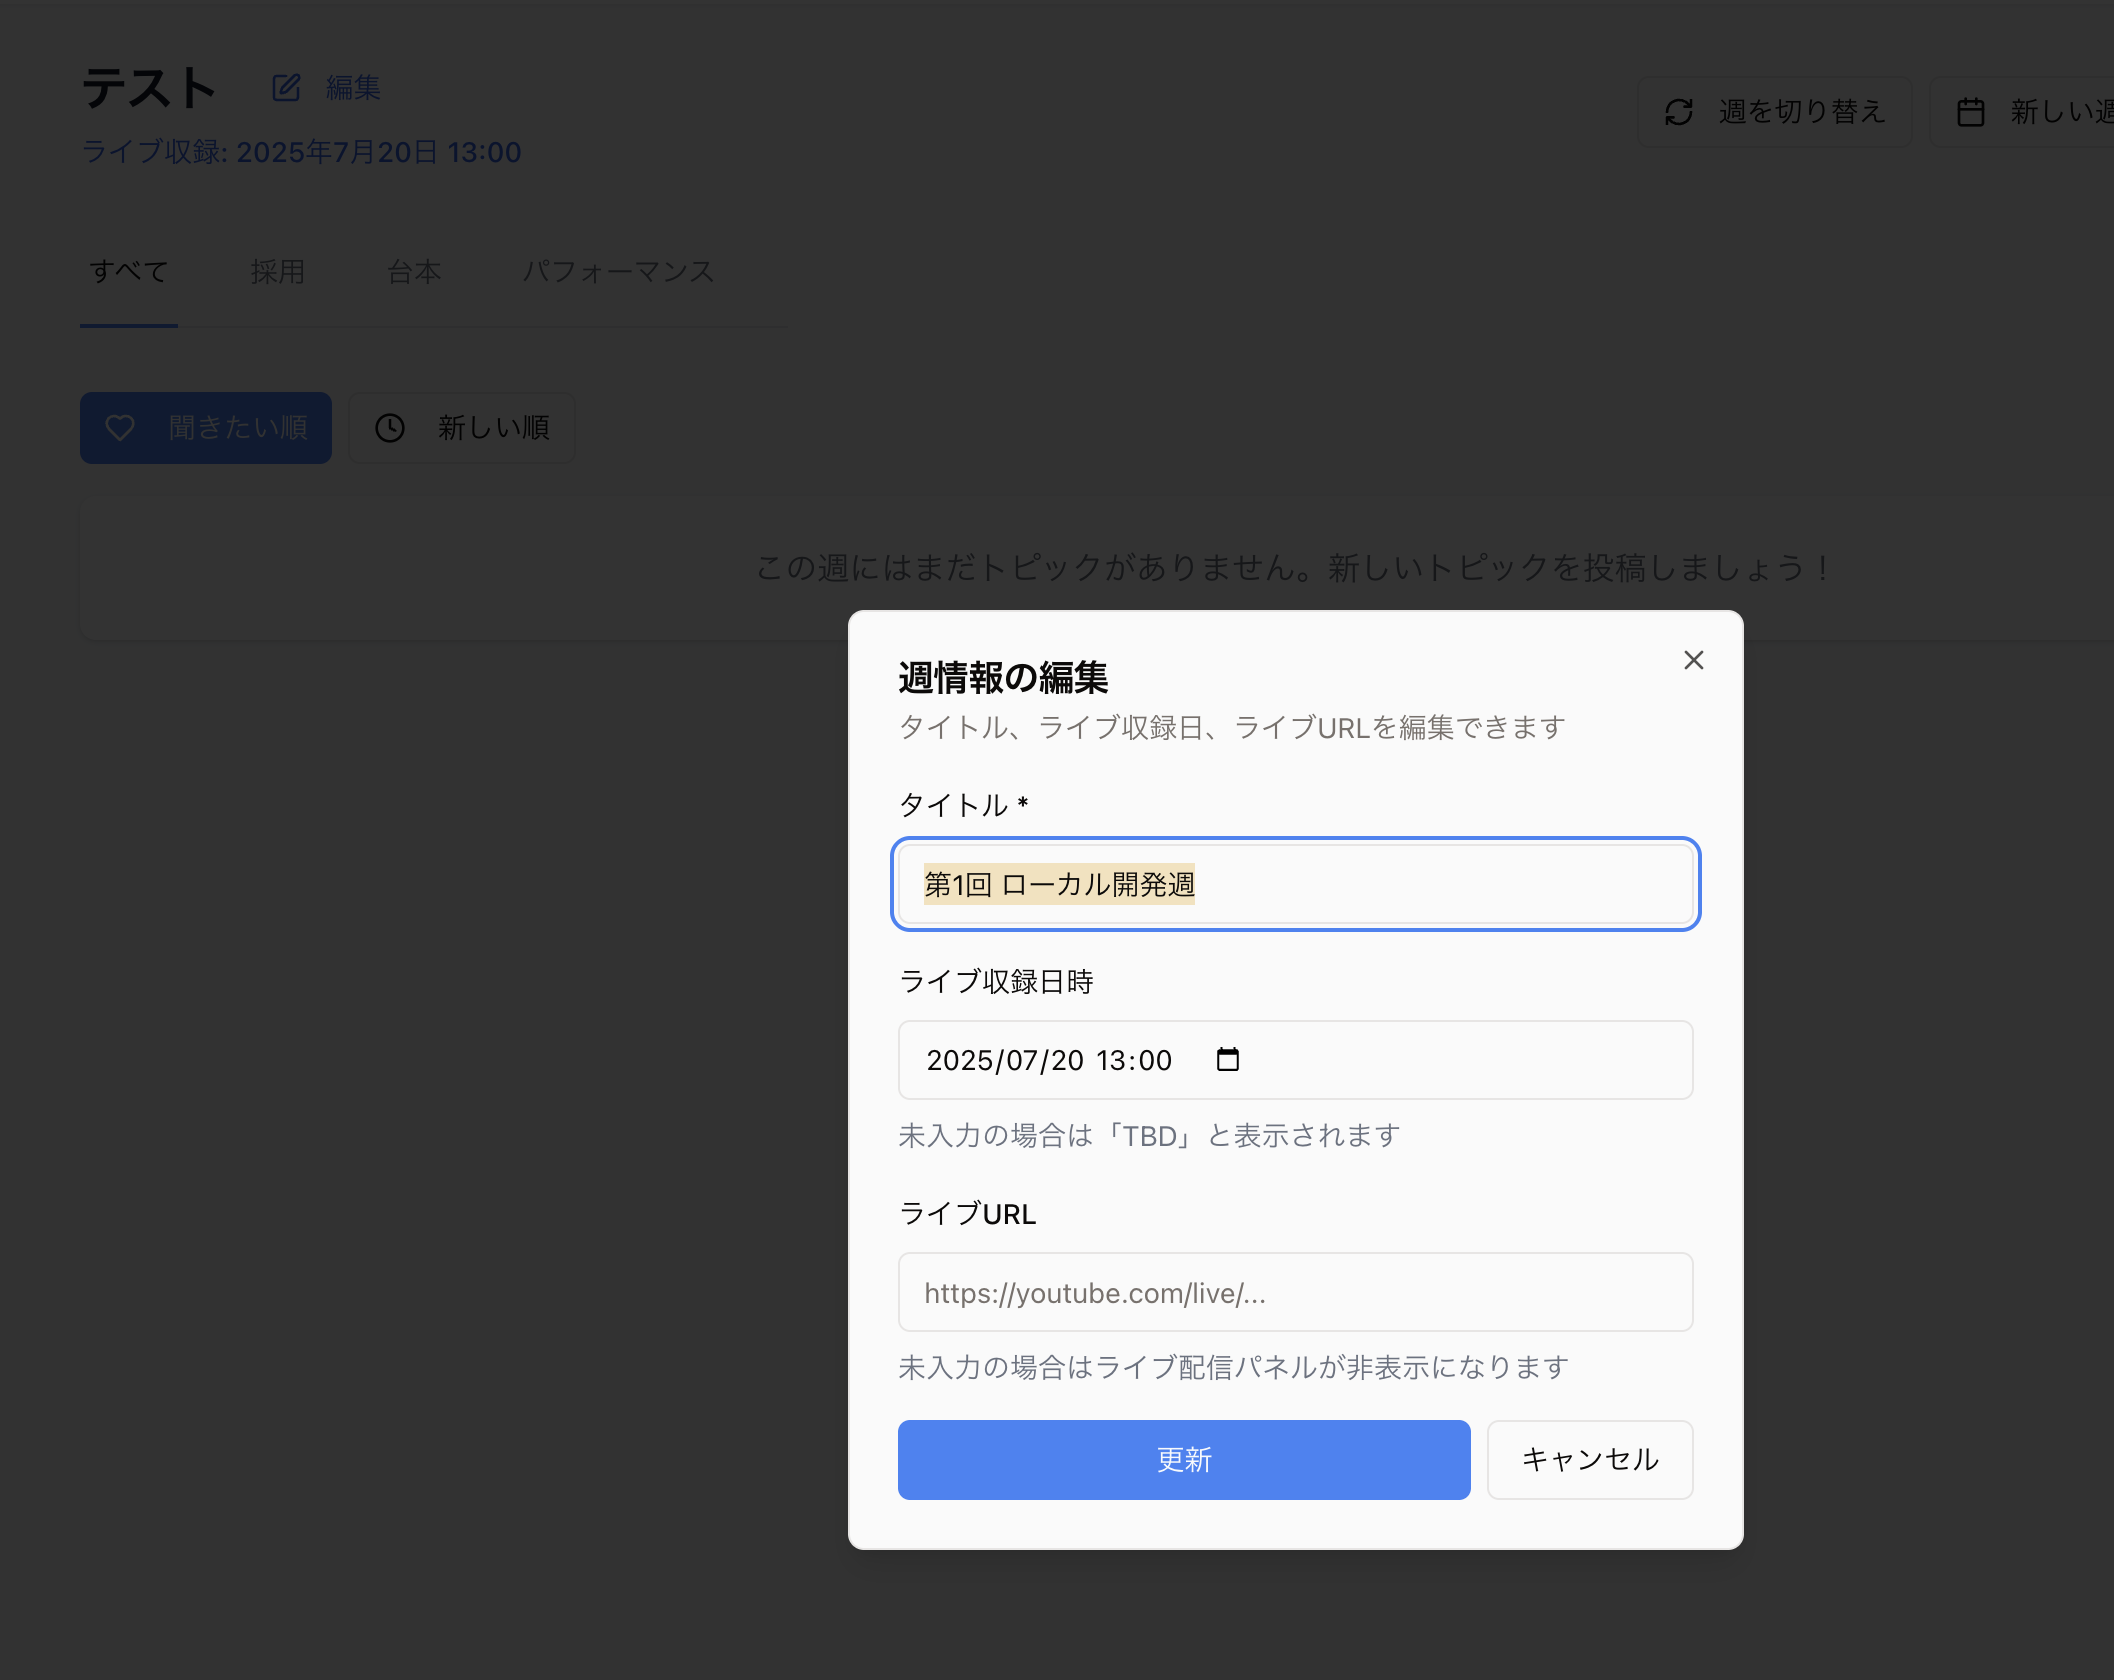 テスト 編集
ライブ収録: 2025年7月20日 13:00
週を切り替え 新しい週
すべて 採用 台本 パフォーマンス
聞きたい順 新しい順
この週にはまだトピックがありません。新しいトピックを投稿しましょう！
週情報の編集
タイトル、ライブ収録日、ライブURLを編集できます
タイトル *
第1回 ローカル開発週
ライブ収録日時
2025/07/20 13:00
未入力の場合は「TBD」と表示されます
ライブURL
https://youtube.com/live/...
未入力の場合はライブ配信パネルが非表示になります
更新 キャンセル